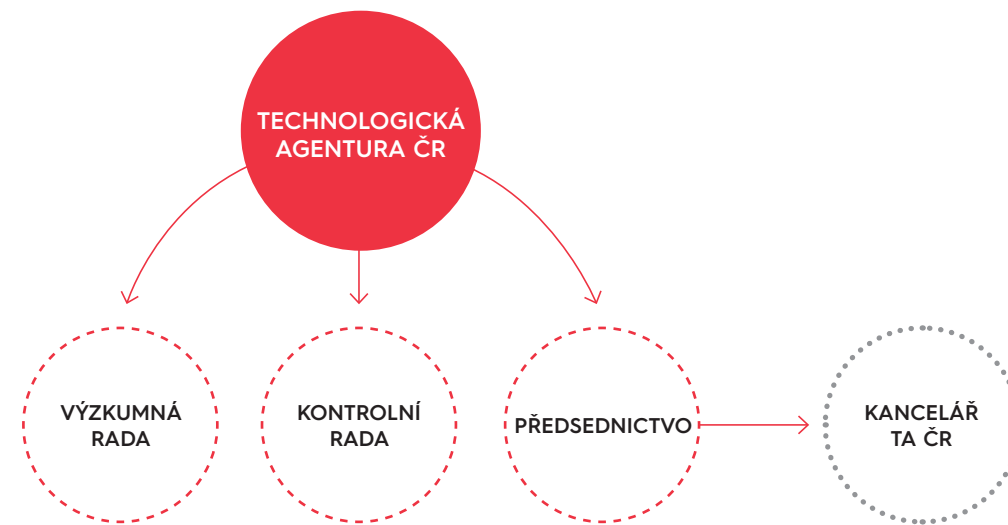 TECHNOLOGICKÁ
AGENTURA ČR
VÝZKUMNÁ
RADA
KONTROLNÍ
RADA
PŘEDSEDNICTVO
KANCELÁŘ
TA ČR